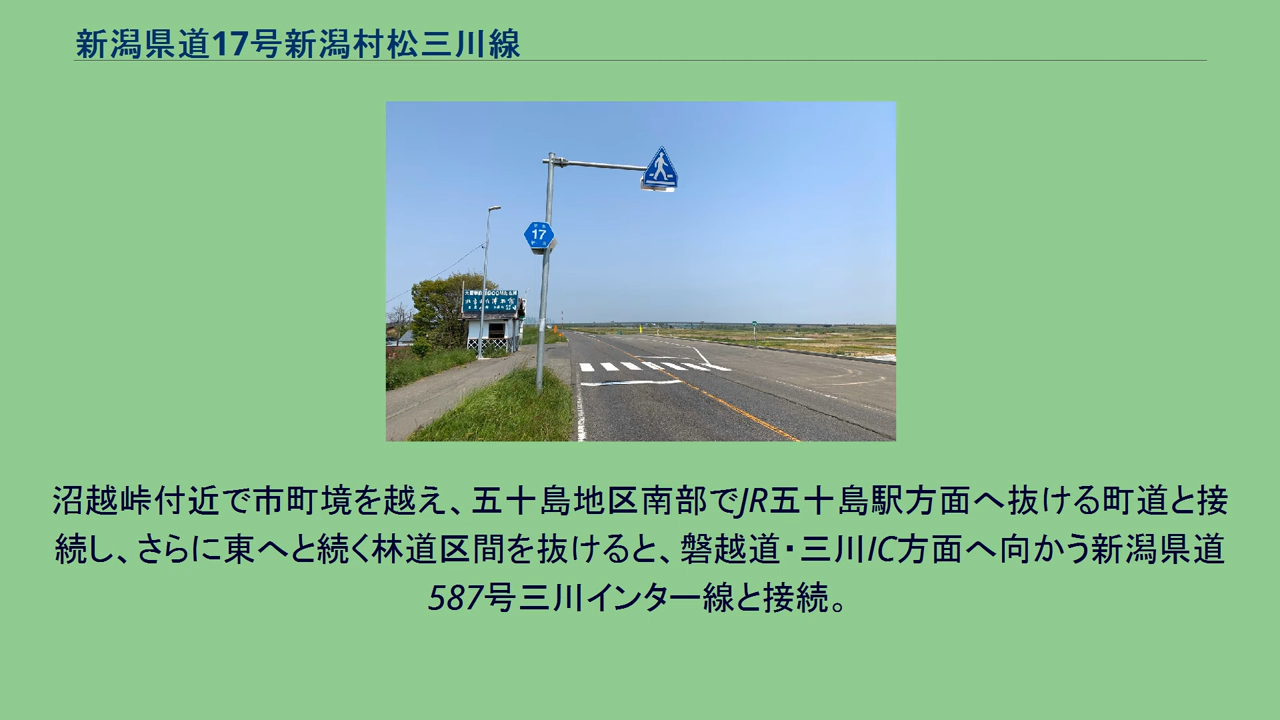 新潟県道17号新潟村松三川線
17
沼越峠付近で市町境を越え、五十島地区南部でJR五十島駅方面へ抜ける町道と接
続し、さらに東へと続く林道区間を抜けると、磐越道・三川IC方面へ向かう新潟県道
587号三川インター線と接続。